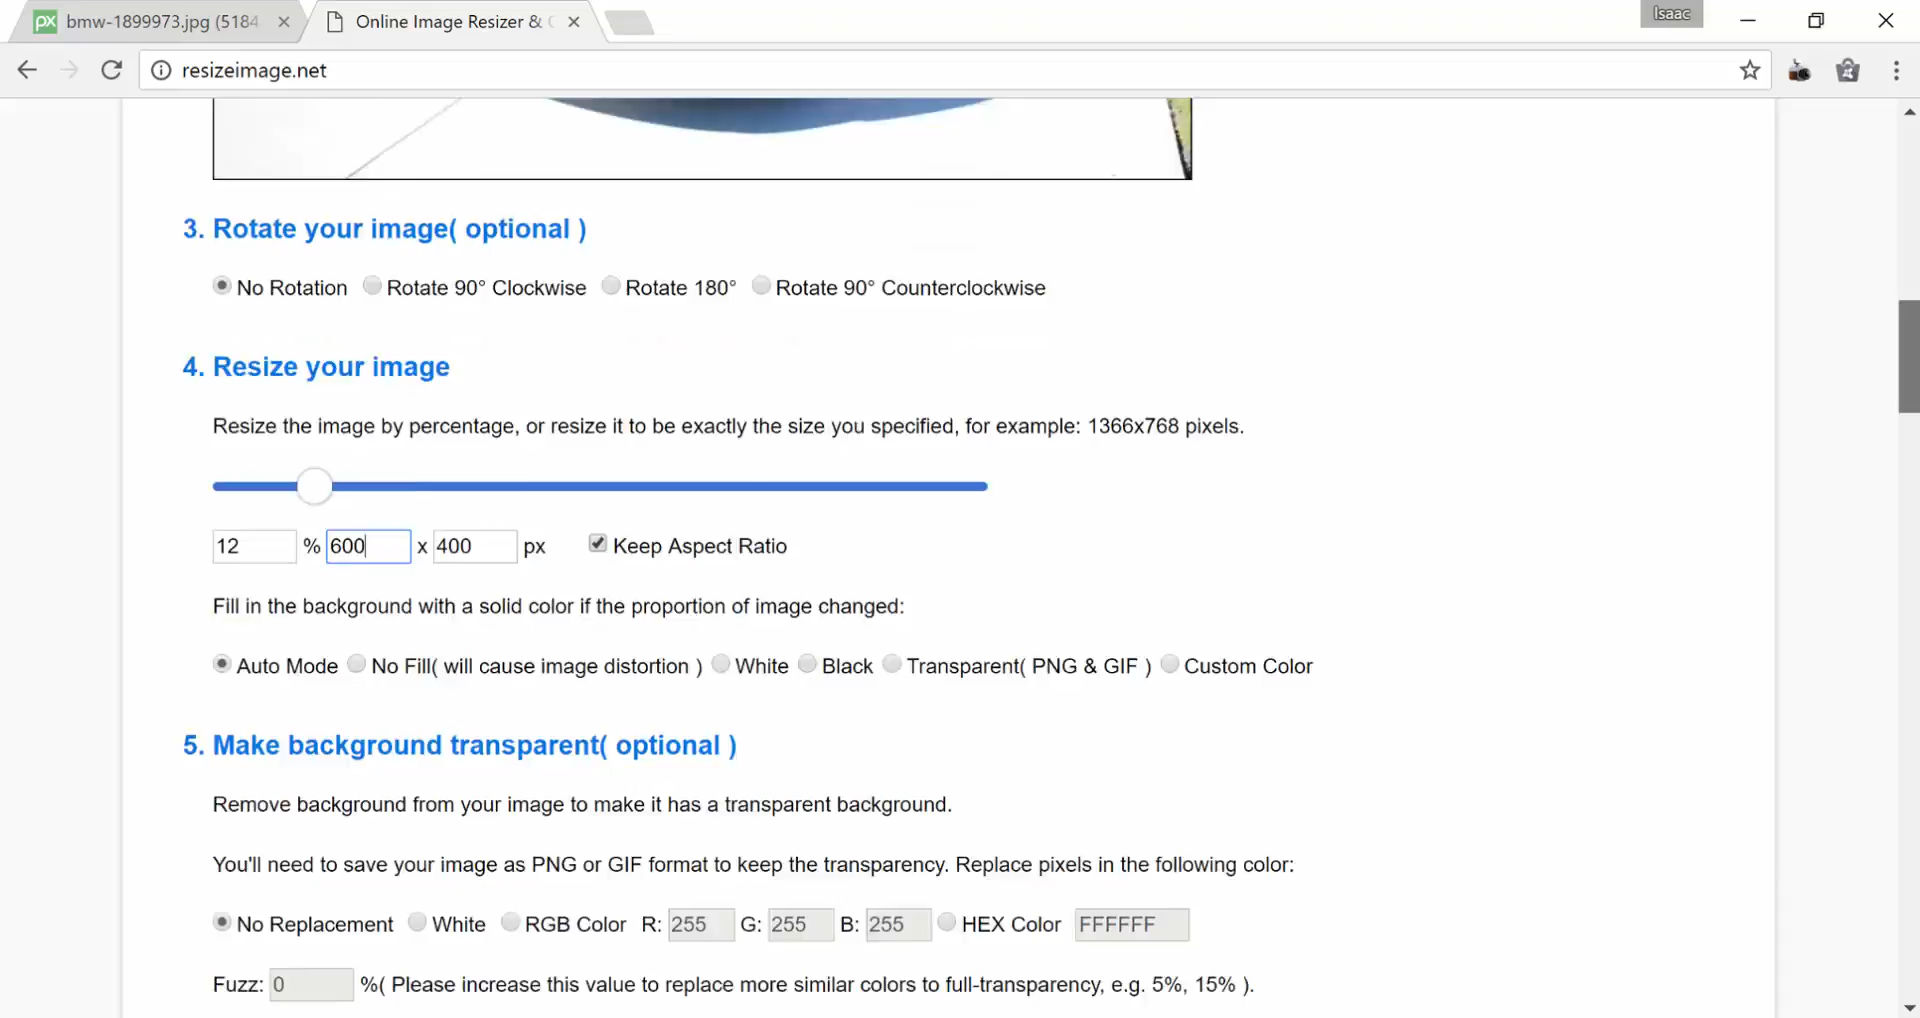 bmw-1899973.jpg (5184
Online Image Resizer &
Isaac
resizeimage.net
3. Rotate your image( optional )
No Rotation Rotate 90° Clockwise Rotate 180° Rotate 90° Counterclockwise
4. Resize your image
Resize the image by percentage, or resize it to be exactly the size you specified, for example: 1366x768 pixels.
12 % 600 x 400 px Keep Aspect Ratio
Fill in the background with a solid color if the proportion of image changed:
Auto Mode No Fill( will cause image distortion ) White Black Transparent( PNG & GIF ) Custom Color
5. Make background transparent( optional )
Remove background from your image to make it has a transparent background.
You'll need to save your image as PNG or GIF format to keep the transparency. Replace pixels in the following color:
No Replacement White RGB Color R: 255 G: 255 B: 255 HEX Color FFFFFF
Fuzz: 0 %( Please increase this value to replace more similar colors to full-transparency, e.g. 5%, 15% ).